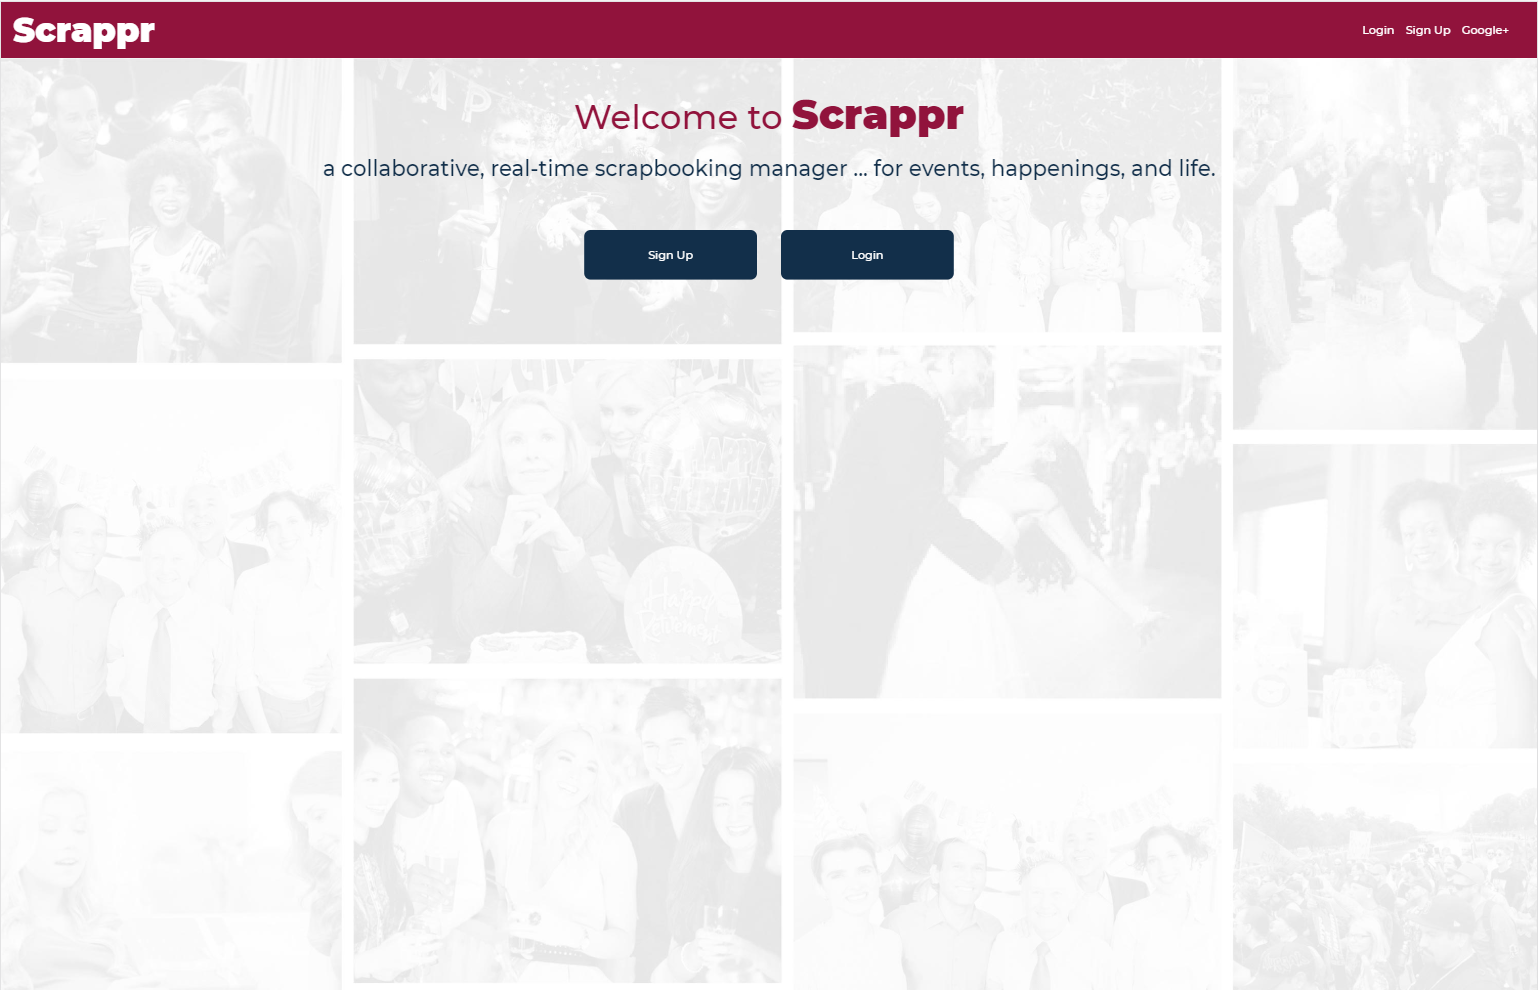 Scrappr
Login Sign Up Google+
Welcome to Scrappr
a collaborative, real-time scrapbooking manager ... for events, happenings, and life.
Sign Up
Login
HAPPY
RETIREMENT
Happy
Retirement